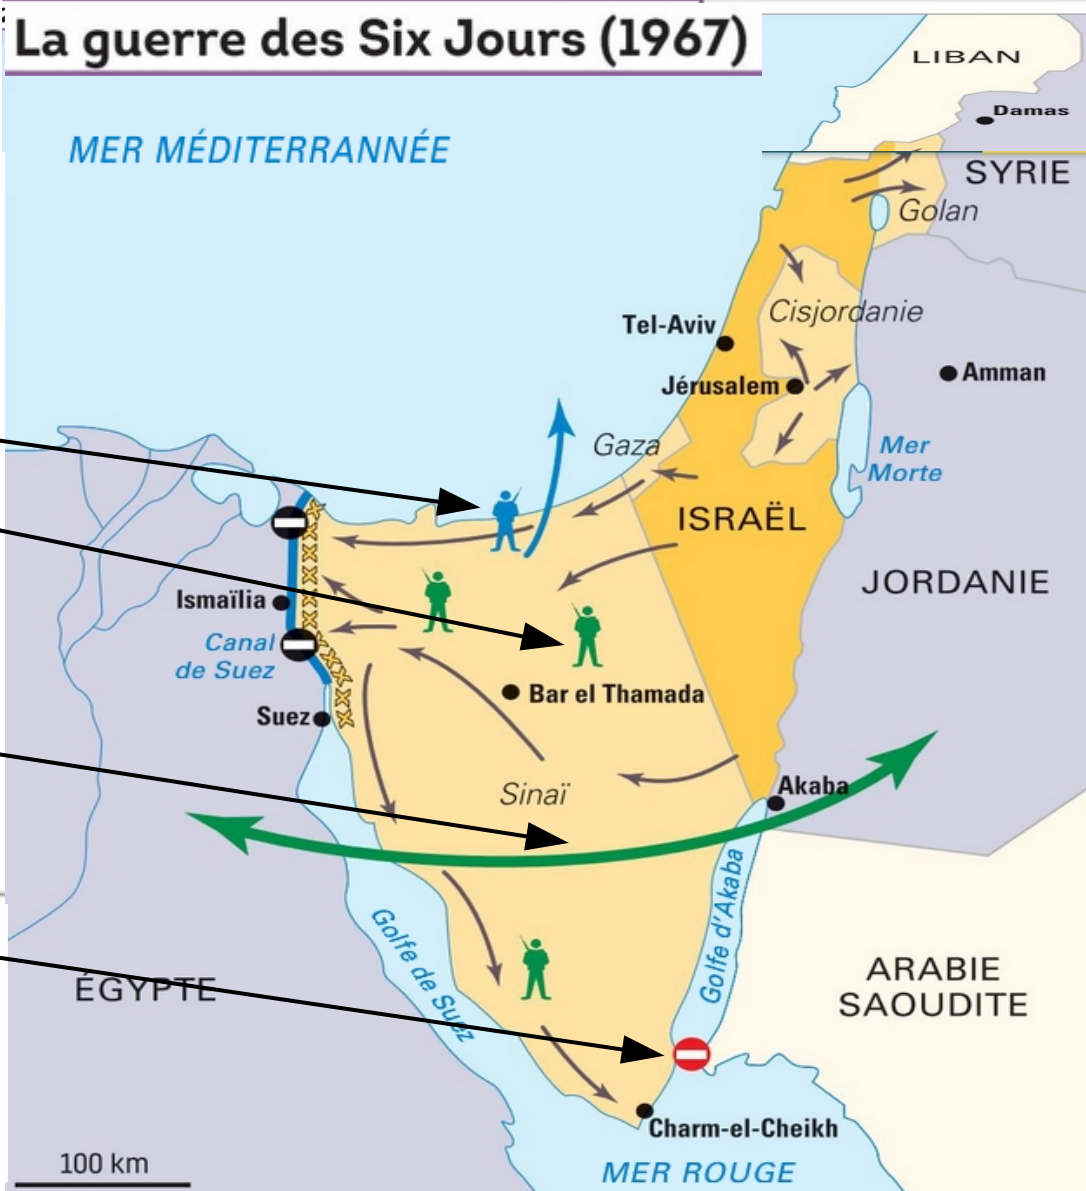 La guerre des Six Jours (1967)
LIBAN
Damas
MER MÉDITERRANNÉE
SYRIE
Golan
Cisjordanie
Tel-Aviv
Jérusalem
Amman
Gaza
Mer
Morte
ISRAËL
JORDANIE
Ismaïlia
Canal
de Suez
Bar el Thamada
Suez
Sinaï
Akaba
Golfe d'Akaba
Golfe de Suez
ÉGYPTE
ARABIE
SAOUDITE
Charm-el-Cheikh
100 km
MER ROUGE